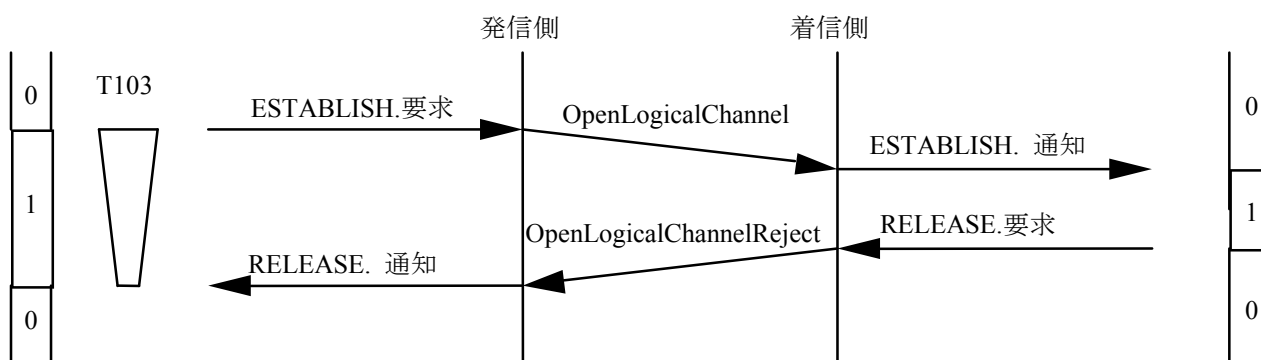 発信側
着信側
T103
0
0
ESTABLISH.要求
OpenLogicalChannel
ESTABLISH. 通知
1
1
OpenLogicalChannelReject
RELEASE.要求
RELEASE. 通知
0
0